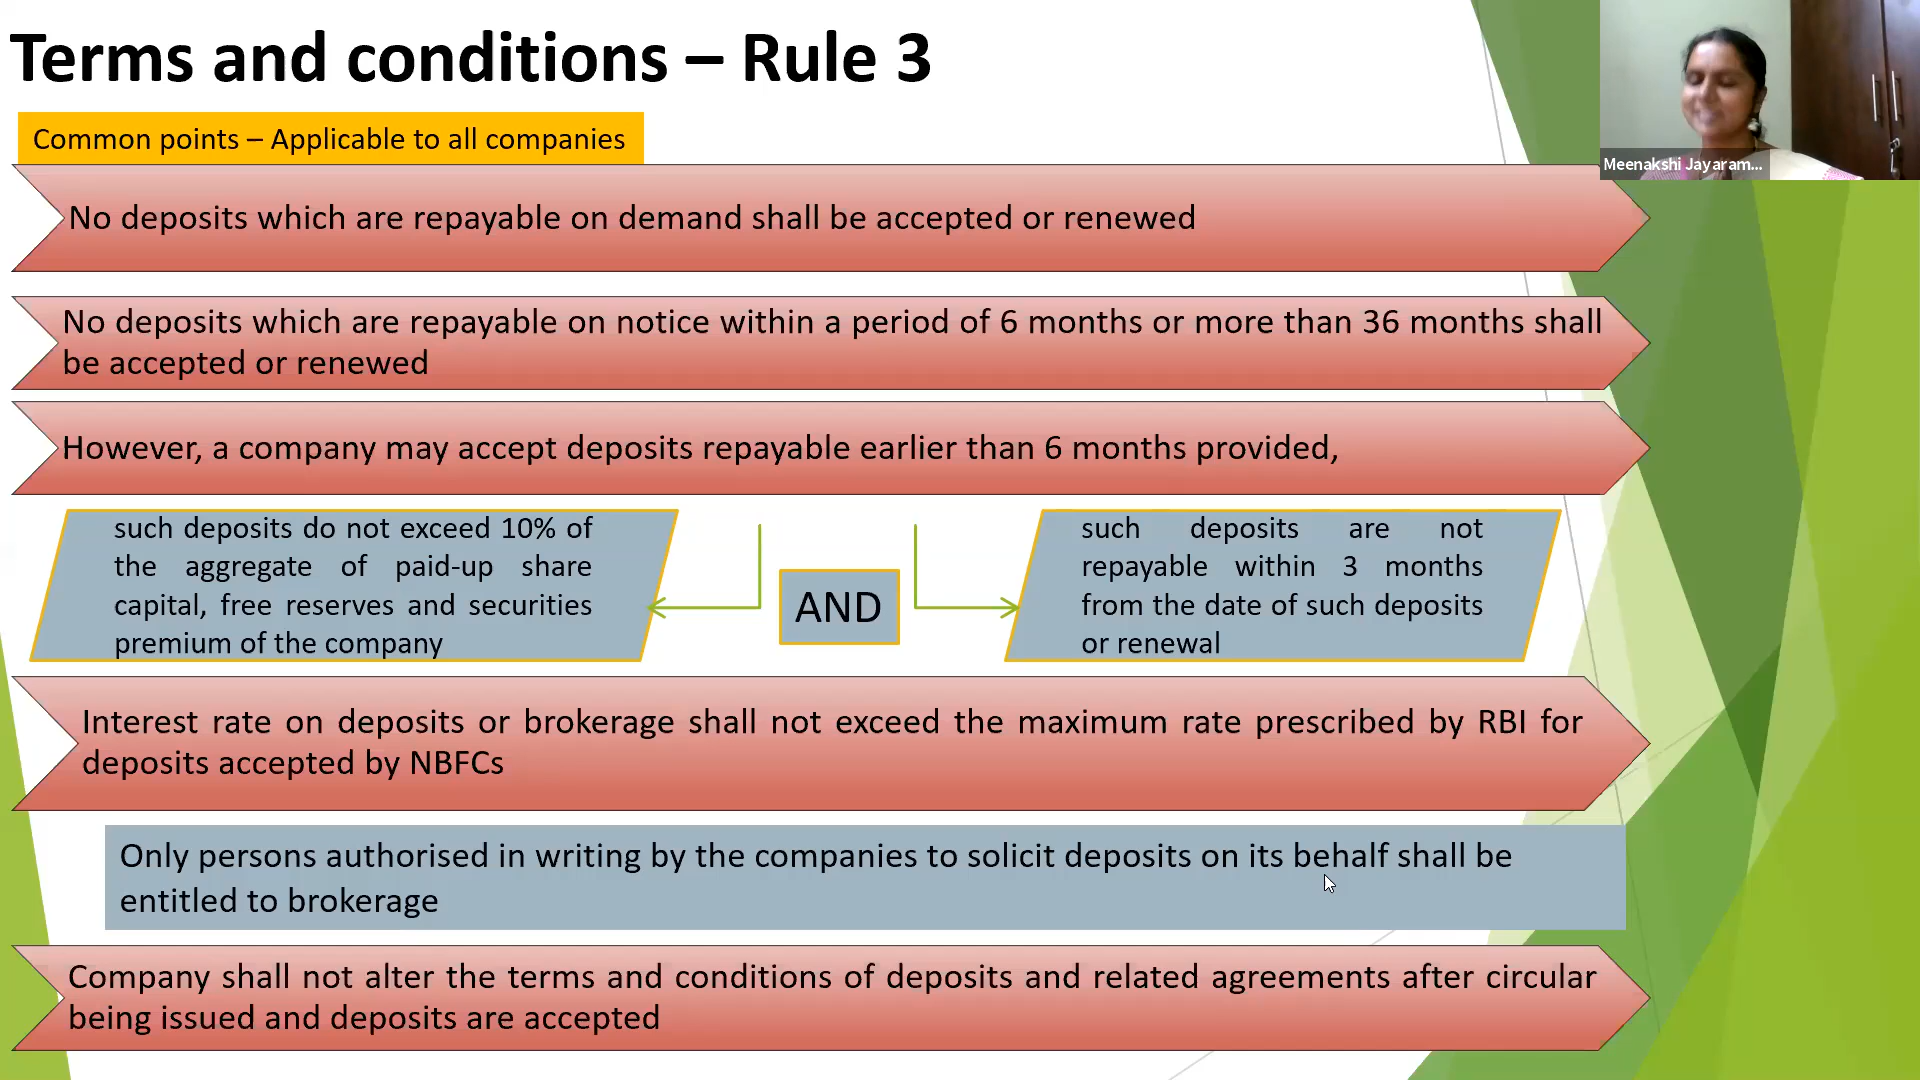 Terms and conditions – Rule 3
Meenakshi Jayaram...
Common points – Applicable to all companies
No deposits which are repayable on demand shall be accepted or renewed
No deposits which are repayable on notice within a period of 6 months or more than 36 months shall
be accepted or renewed
However, a company may accept deposits repayable earlier than 6 months provided,
such deposits do not exceed 10% of
the aggregate of paid-up share
capital, free reserves and securities
premium of the company
AND
such deposits are not
repayable within 3 months
from the date of such deposits
or renewal
Interest rate on deposits or brokerage shall not exceed the maximum rate prescribed by RBI for
deposits accepted by NBFCs
Only persons authorised in writing by the companies to solicit deposits on its behalf shall be
entitled to brokerage
Company shall not alter the terms and conditions of deposits and related agreements after circular
being issued and deposits are accepted